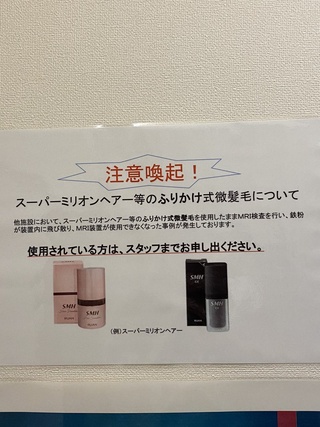 注意喚起！
スーパーミリオンヘアー等のふりかけ式微髪毛について
他施設において、スーパーミリオンヘアー等のふりかけ式微髪毛を使用したままMRI検査を行い、鉄粉
が装置内に飛び散り、MRI装置が使用できなくなった事例が発生しております。
使用されている方は、スタッフまでお申し出ください。
SMH
SMH
SMH
SMH
(例)スーパーミリオンヘアー